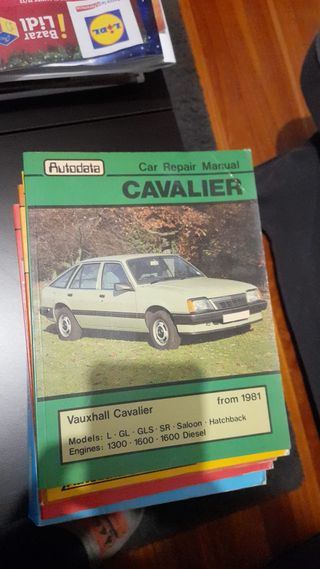 iBazar
Lidl
LIDL
Autodata
Car Repair Manual
CAVALIER
Vauxhall Cavalier
from 1981
Models: L · GL · GLS · SR · Saloon · Hatchback
Engines: 1300 · 1600 · 1600 Diesel